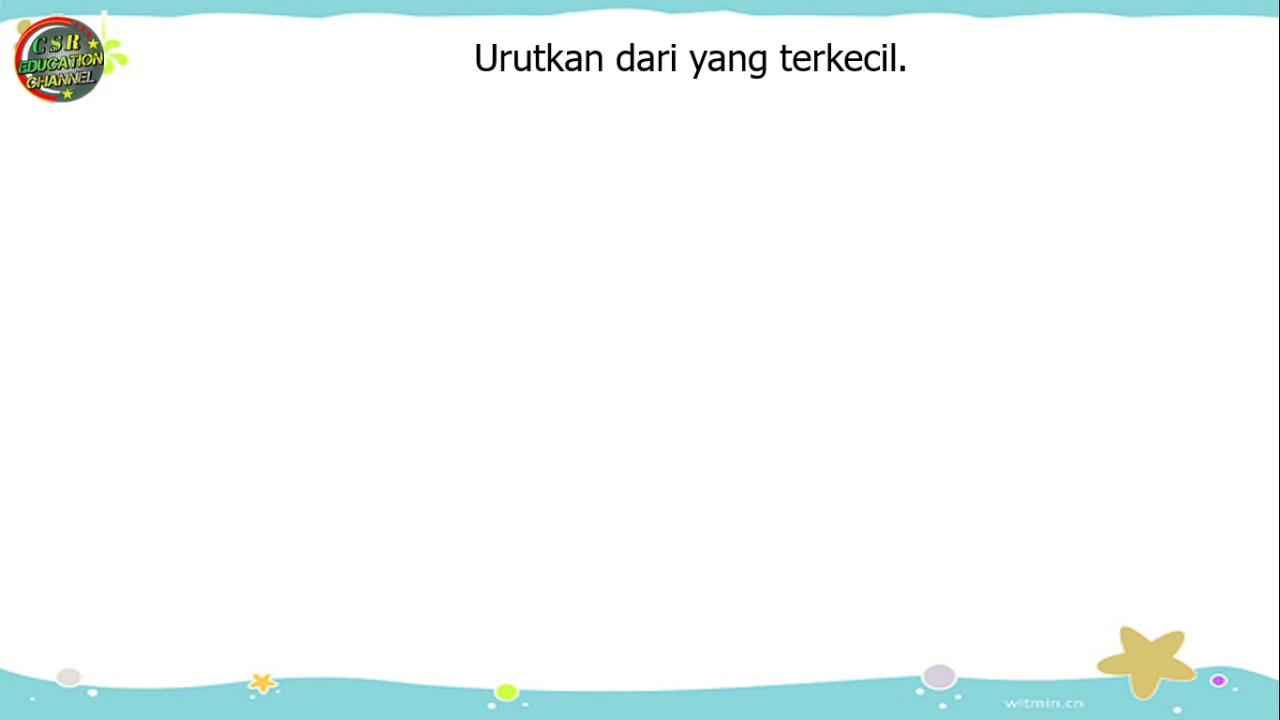 Urutkan dari yang terkecil.
CSR
EDUCATION
CHANNEL
witmin.cn